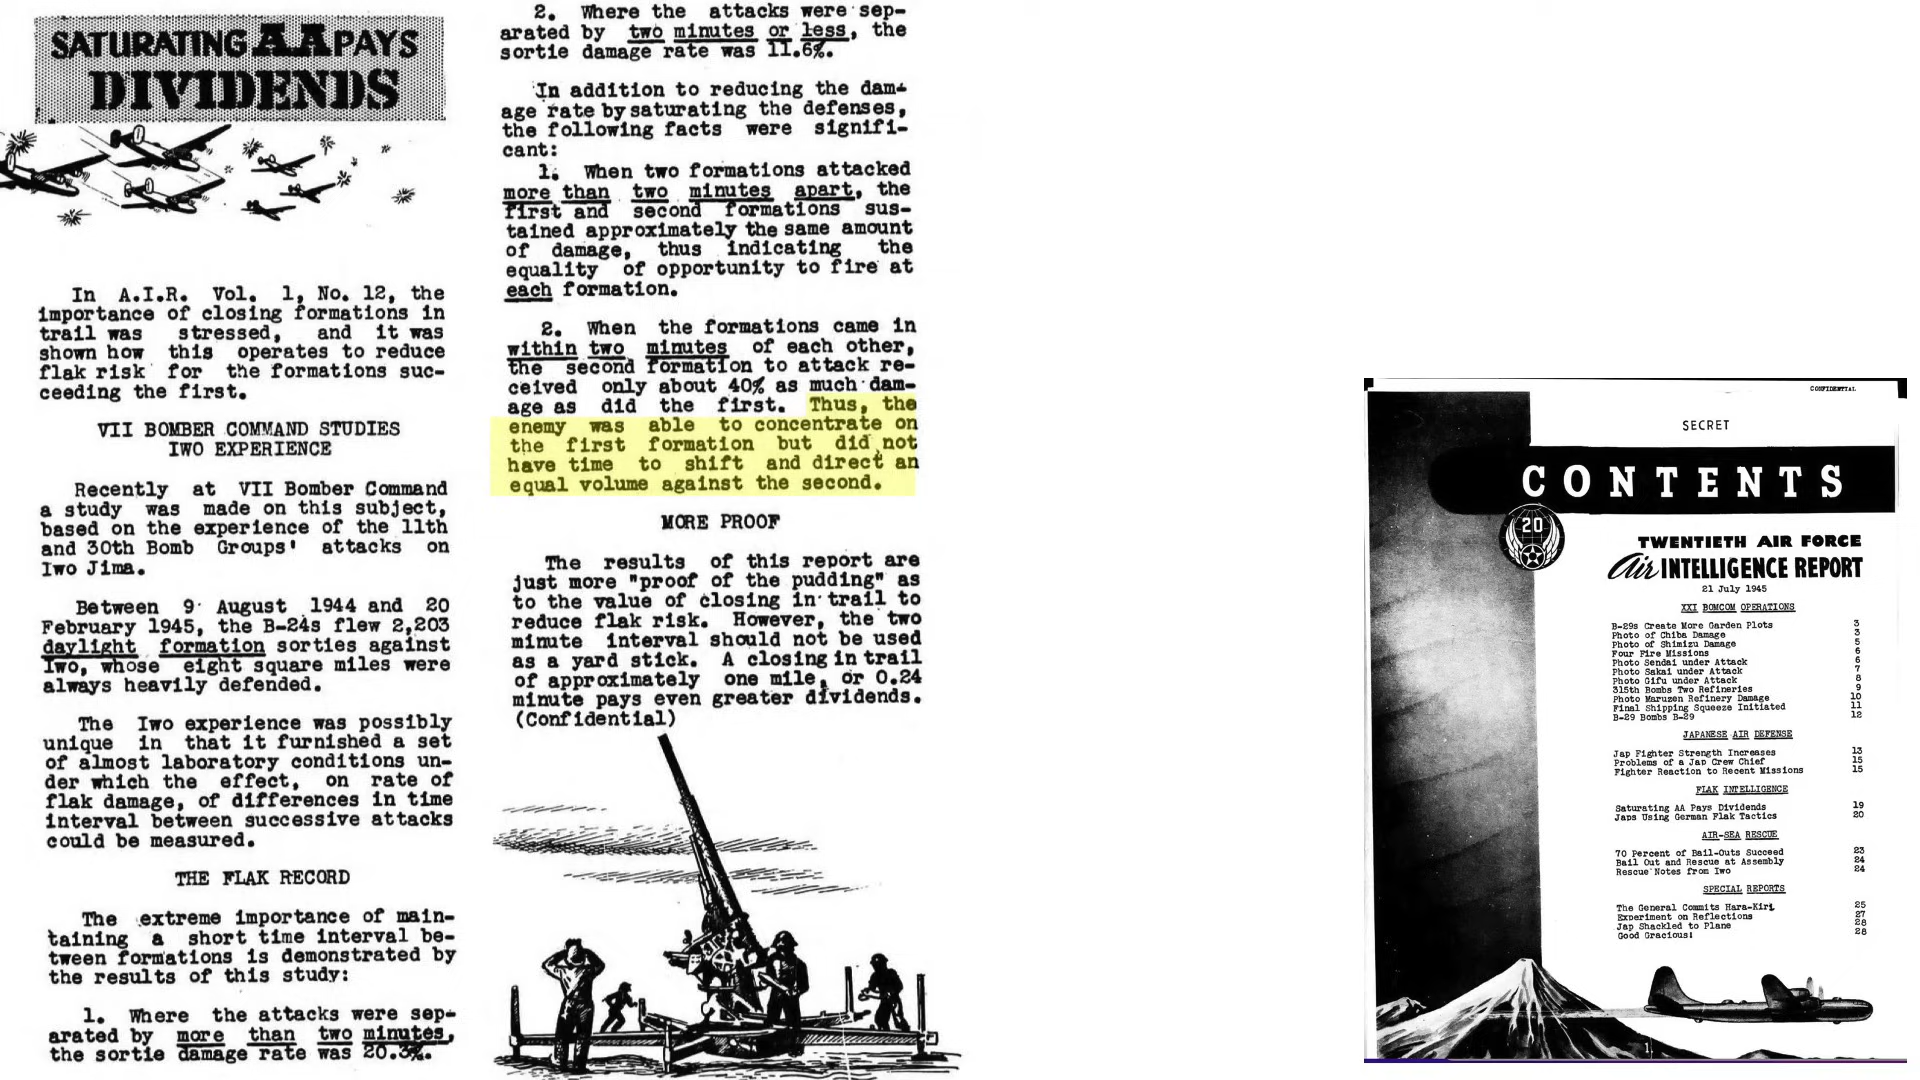 SATURATING AA PAYS
DIVIDENDS
In A.I.R. Vol. 1, No. 12, the
importance of closing formations in
trail was stressed, and it was
shown how this operates to reduce
flak risk for the formations suc-
ceeding the first.
VII BOMBER COMMAND STUDIES
IWO EXPERIENCE
Recently at VII Bomber Command
a study was made on this subject,
based on the experience of the 11th
and 30th Bomb Groups' attacks on
Iwo Jima.
Between 9 August 1944 and 20
February 1945, the B-24s flew 2,203
daylight formation sorties against
Iwo, whose eight square miles were
always heavily defended.
The Iwo experience was possibly
unique in that it furnished a set
of almost laboratory conditions un-
der which the effect, on rate of
flak damage, of differences in time
interval between successive attacks
could be measured.
THE FLAK RECORD
The extreme importance of main-
taining a short time interval be-
tween formations is demonstrated by
the results of this study:
1. Where the attacks were sep-
arated by more than two minutes,
the sortie damage rate was 20.3%.
2. Where the attacks were sep-
arated by two minutes or less, the
sortie damage rate was 11.6%.
In addition to reducing the dam-
age rate by saturating the defenses,
the following facts were signifi-
cant:
1. When two formations attacked
more than two minutes apart, the
first and second formations sus-
tained approximately the same amount
of damage, thus indicating the
equality of opportunity to fire at
each formation.
2. When the formations came in
within two minutes of each other,
the second formation to attack re-
ceived only about 40% as much dam-
age as did the first. Thus, the
enemy was able to concentrate on
the first formation but did not
have time to shift and direct an
equal volume against the second.
MORE PROOF
The results of this report are
just more "proof of the pudding" as
to the value of closing in trail to
reduce flak risk. However, the two
minute interval should not be used
as a yard stick. A closing in trail
of approximately one mile, or 0.24
minute pays even greater dividends.
(Confidential)
CONFIDENTIAL
SECRET
CONTENTS
20
TWENTIETH AIR FORCE
Air INTELLIGENCE REPORT
21 July 1945
XXI BOMCOM OPERATIONS
B-29s Create More Garden Plots 3
Photo of Chiba Damage 3
Photo of Shimizu Damage 5
Four Fire Missions 6
Photo Sendai under Attack 6
Photo Sakai under Attack 7
Photo Gifu under Attack 8
315th Bombs Two Refineries 9
Photo Maruzen Refinery Damage 10
Final Shipping Squeeze Initiated 11
B-29 Bombs B-29 12
JAPANESE AIR DEFENSE
Jap Fighter Strength Increases 13
Problems of a Jap Crew Chief 15
Fighter Reaction to Recent Missions 15
FLAK INTELLIGENCE
Saturating AA Pays Dividends 19
Japs Using German Flak Tactics 20
AIR-SEA RESCUE
70 Percent of Bail-Outs Succeed 23
Bail Out and Rescue at Assembly 24
Rescue Notes from Iwo 24
SPECIAL REPORTS
The General Commits Hara-Kiri 25
Experiment on Reflections 27
Jap Shackled to Plane 28
Good Gracious! 28
1